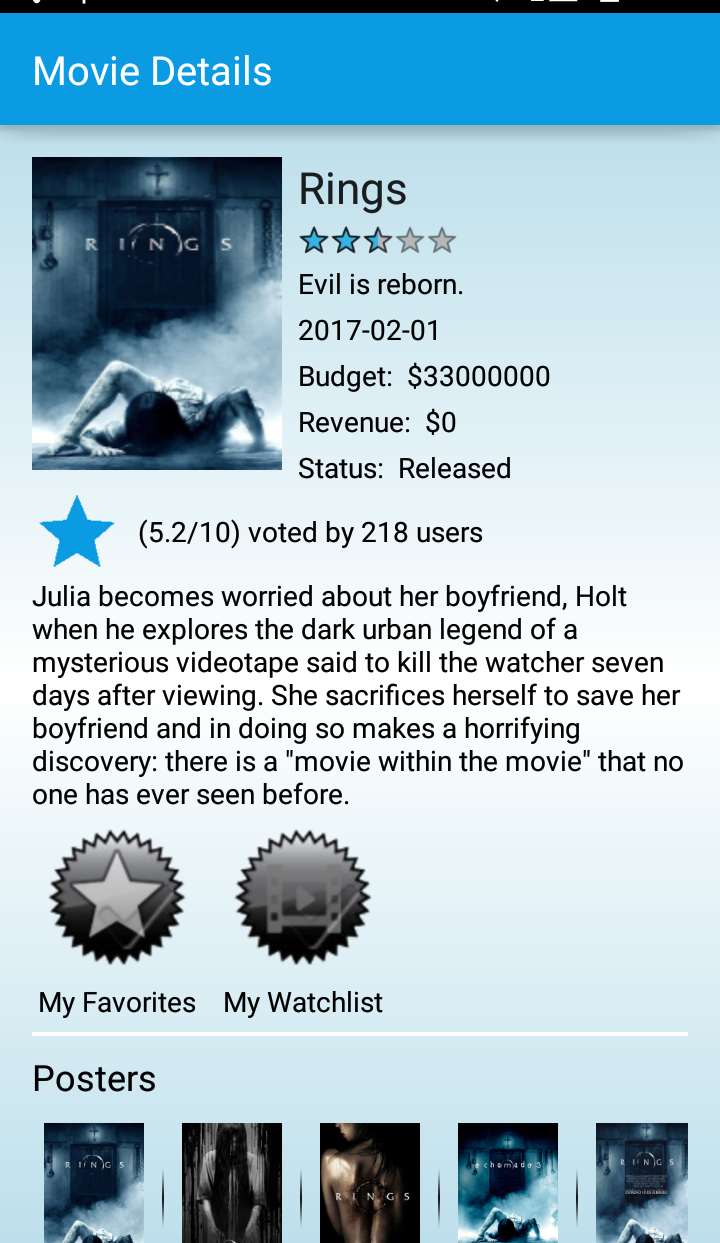 Movie Details
RINGS
Rings
Evil is reborn.
2017-02-01
Budget: $33000000
Revenue: $0
Status: Released
(5.2/10) voted by 218 users
Julia becomes worried about her boyfriend, Holt
when he explores the dark urban legend of a
mysterious videotape said to kill the watcher seven
days after viewing. She sacrifices herself to save her
boyfriend and in doing so makes a horrifying
discovery: there is a "movie within the movie" that no
one has ever seen before.
My Favorites My Watchlist
Posters
RINGS
RINGS
ochamado3
RINGS